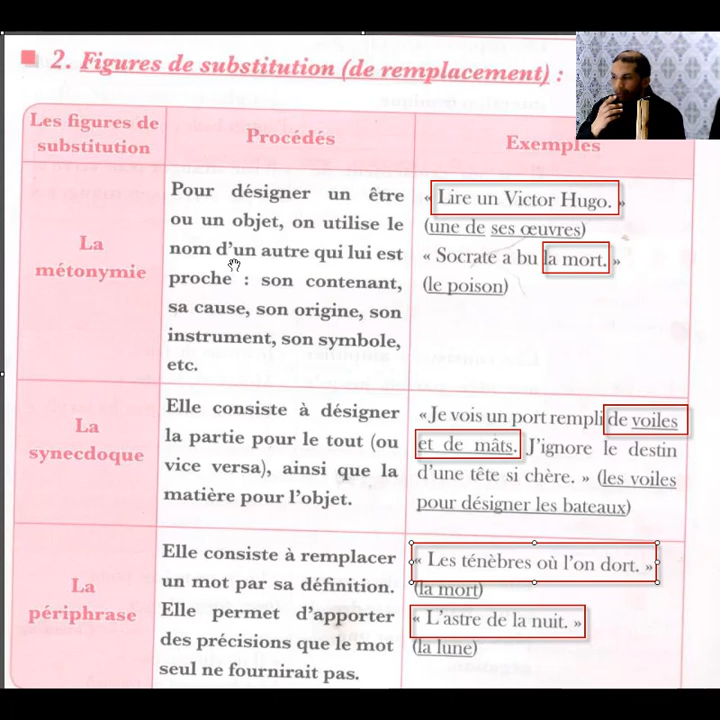 2. Figures de substitution (de remplacement) :
Les figures de
substitution
Procédés
Exemples
La
métonymie
Pour désigner un être
ou un objet, on utilise le
nom d'un autre qui lui est
proche : son contenant,
sa cause, son origine, son
instrument, son symbole,
etc.
« Lire un Victor Hugo. »
(une de ses œuvres)
« Socrate a bu la mort. »
(le poison)
La
synecdoque
Elle consiste à désigner
la partie pour le tout (ou
vice versa), ainsi que la
matière pour l'objet.
«Je vois un port rempli de voiles
et de mâts. J'ignore le destin
d'une tête si chère. » (les voiles
pour désigner les bateaux)
La
périphrase
Elle consiste à remplacer
un mot par sa définition.
Elle permet d'apporter
des précisions que le mot
seul ne fournirait pas.
« Les ténèbres où l'on dort. »
(la mort)
« L'astre de la nuit. »
(la lune)